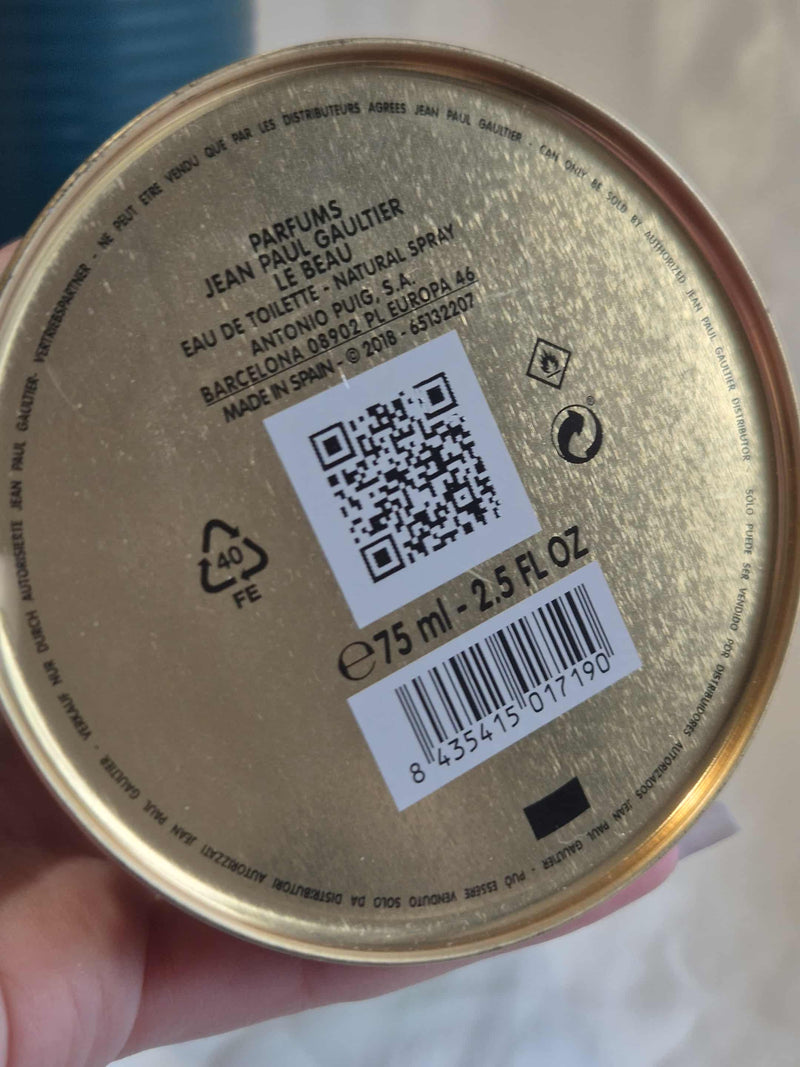 PARFUMS
JEAN PAUL GAULTIER
LE BEAU
EAU DE TOILETTE - NATURAL SPRAY
ANTONIO PUIG, S.A.
BARCELONA 08902 PL EUROPA 46
MADE IN SPAIN - © 2018 - 65132207
40
FE
℮75 ml - 2.5 FL OZ
8 435415 017190
®
NE PEUT ETRE VENDU QUE PAR LES DISTRIBUTEURS AGREES JEAN PAUL GAULTIER - CAN ONLY BE SOLD BY AUTHORIZED JEAN PAUL GAULTIER DISTRIBUTOR SOLO PUEDE SER VENDIDO POR DISTRIBUIDORES AUTORIZADOS JEAN PAUL GAULTIER - PUÒ ESSERE VENDUTO SOLO DA DISTRIBUTORI AUTORIZZATI JEAN PAUL GAULTIER - VERKAUF NUR DURCH AUTORISIERTE JEAN PAUL GAULTIER- VERTRIEBSPARTNER -